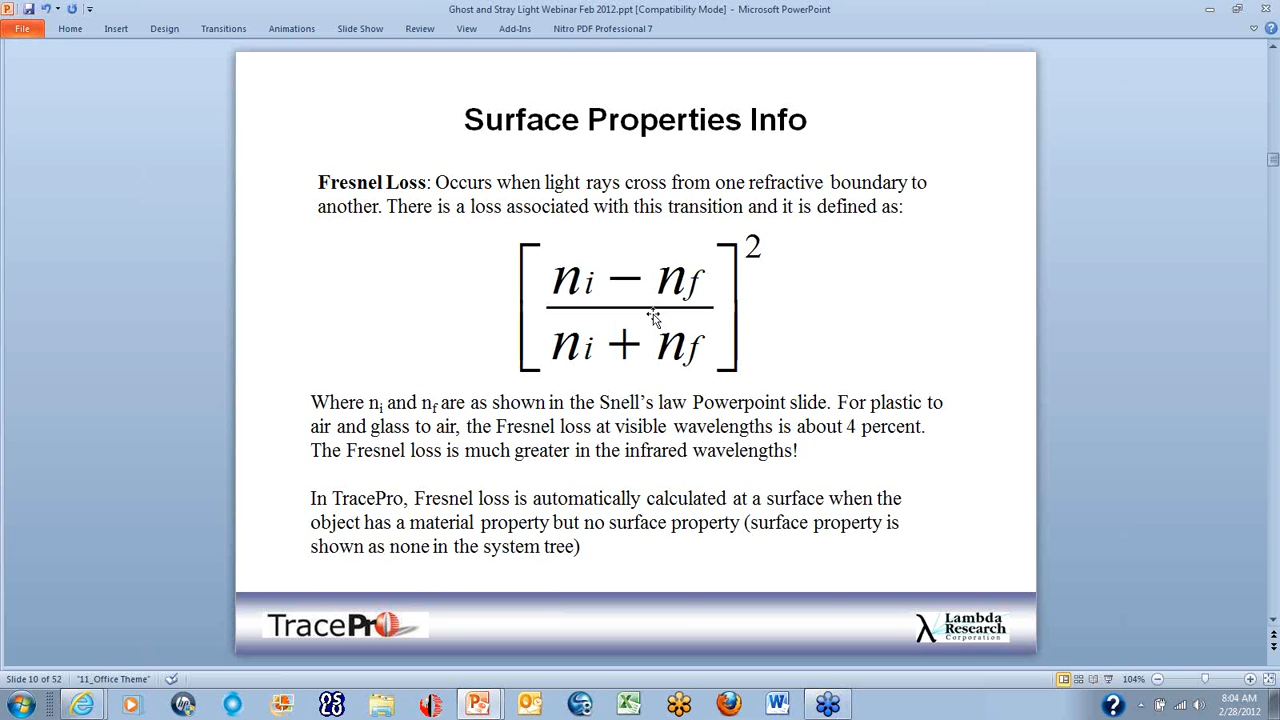 Ghost and Stray Light Webinar Feb 2012.ppt [Compatibility Mode] - Microsoft PowerPoint
File Home Insert Design Transitions Animations Slide Show Review View Add-Ins Nitro PDF Professional 7
Surface Properties Info
Fresnel Loss: Occurs when light rays cross from one refractive boundary to
another. There is a loss associated with this transition and it is defined as:
[ni − nf / ni + nf]2
Where ni and nf are as shown in the Snell's law Powerpoint slide. For plastic to
air and glass to air, the Fresnel loss at visible wavelengths is about 4 percent.
The Fresnel loss is much greater in the infrared wavelengths!
In TracePro, Fresnel loss is automatically calculated at a surface when the
object has a material property but no surface property (surface property is
shown as none in the system tree)
TracePro
λ Lambda
Research
Corporation
Slide 10 of 52 "11_Office Theme" 104%
8:04 AM
2/28/2012